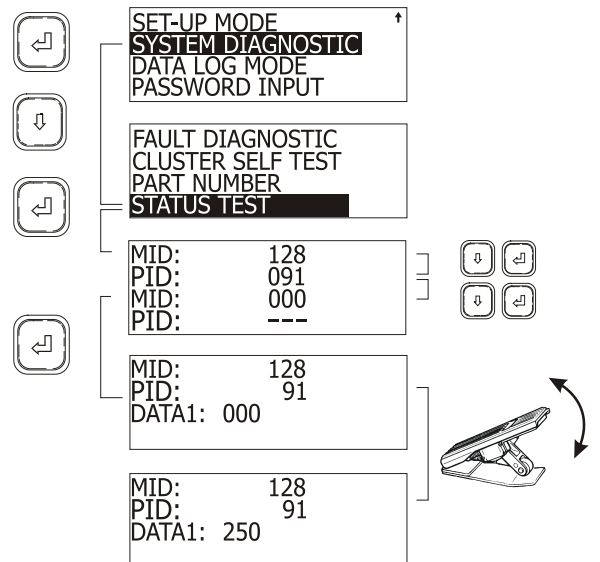 SET-UP MODE
SYSTEM DIAGNOSTIC
DATA LOG MODE
PASSWORD INPUT
FAULT DIAGNOSTIC
CLUSTER SELF TEST
PART NUMBER
STATUS TEST
MID: 128
PID: 091
MID: 000
PID: ---
MID: 128
PID: 91
DATA1: 000
MID: 128
PID: 91
DATA1: 250